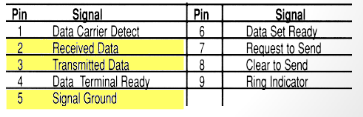 Pin Signal Pin Signal
1 Data Carrier Detect 6 Data Set Ready
2 Received Data 7 Request to Send
3 Transmitted Data 8 Clear to Send
4 Data Terminal Ready 9 Ring Indicator
5 Signal Ground